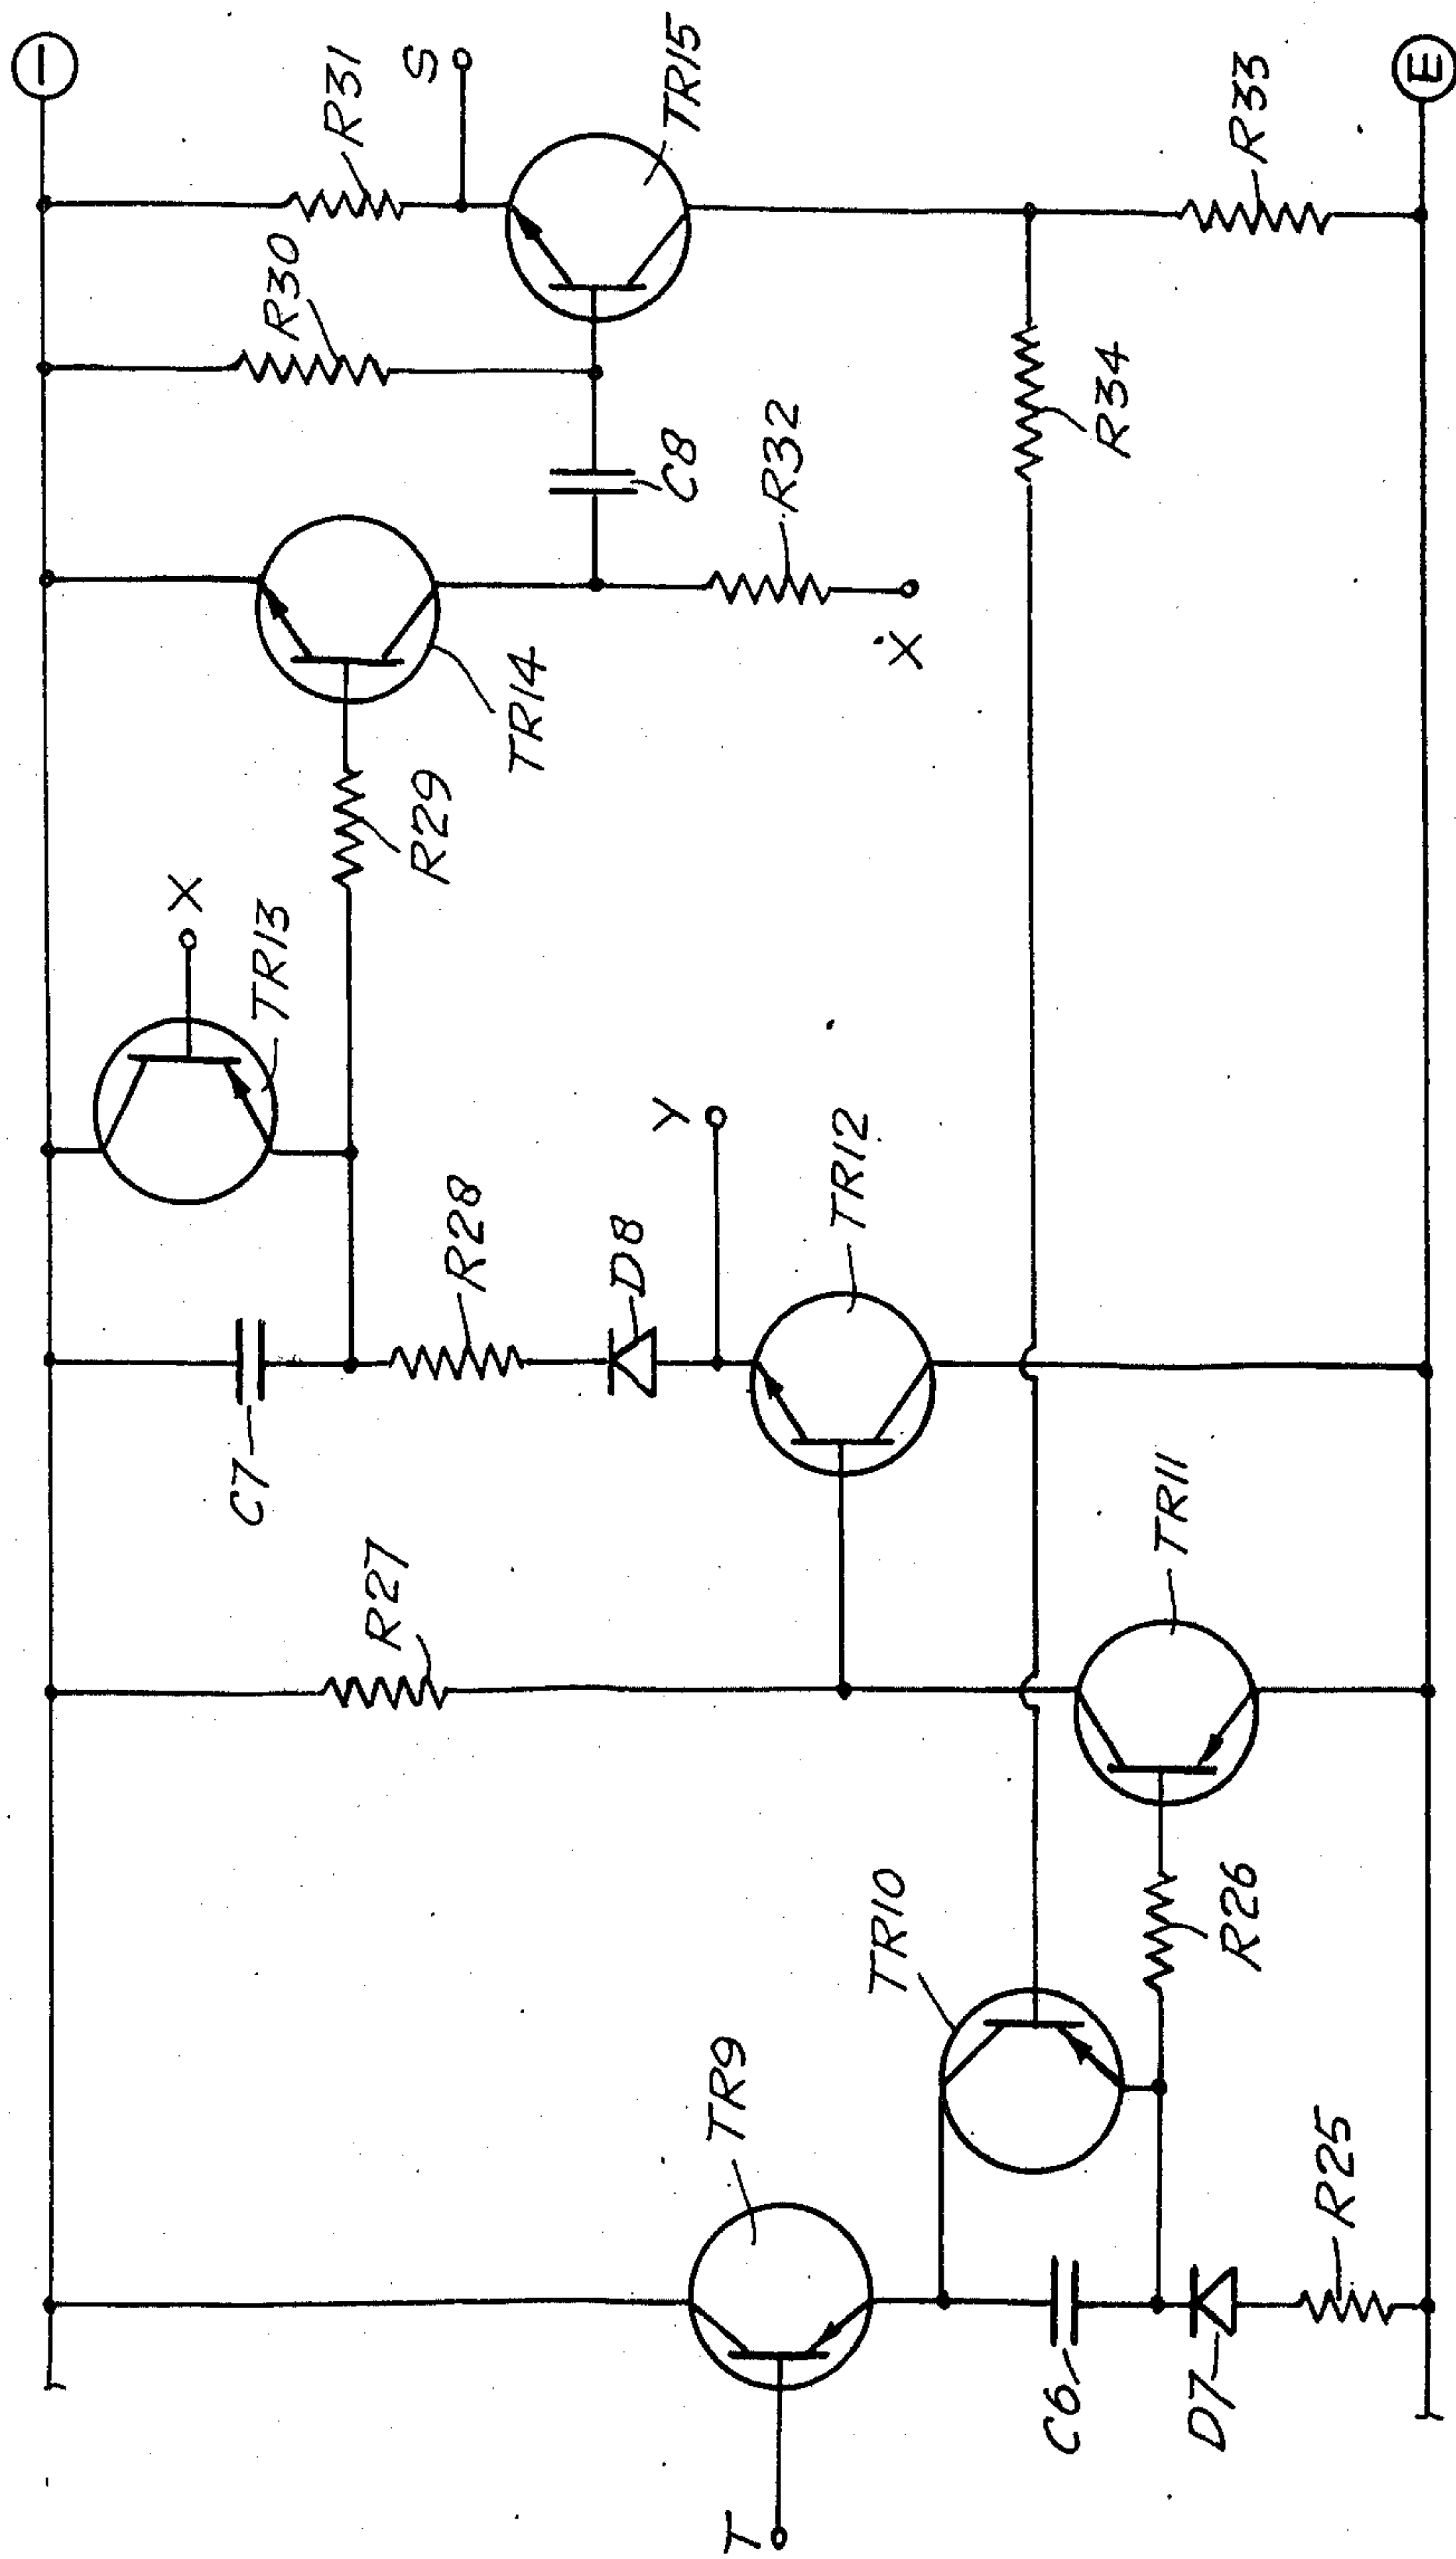 −
R31
S
TR15
R30
R33
E
C8
R32
R34
TR14
X
R29
X
TR13
Y
TR12
R28
D8
C7
R27
TR11
TR10
R26
TR9
R25
C6
D7
T